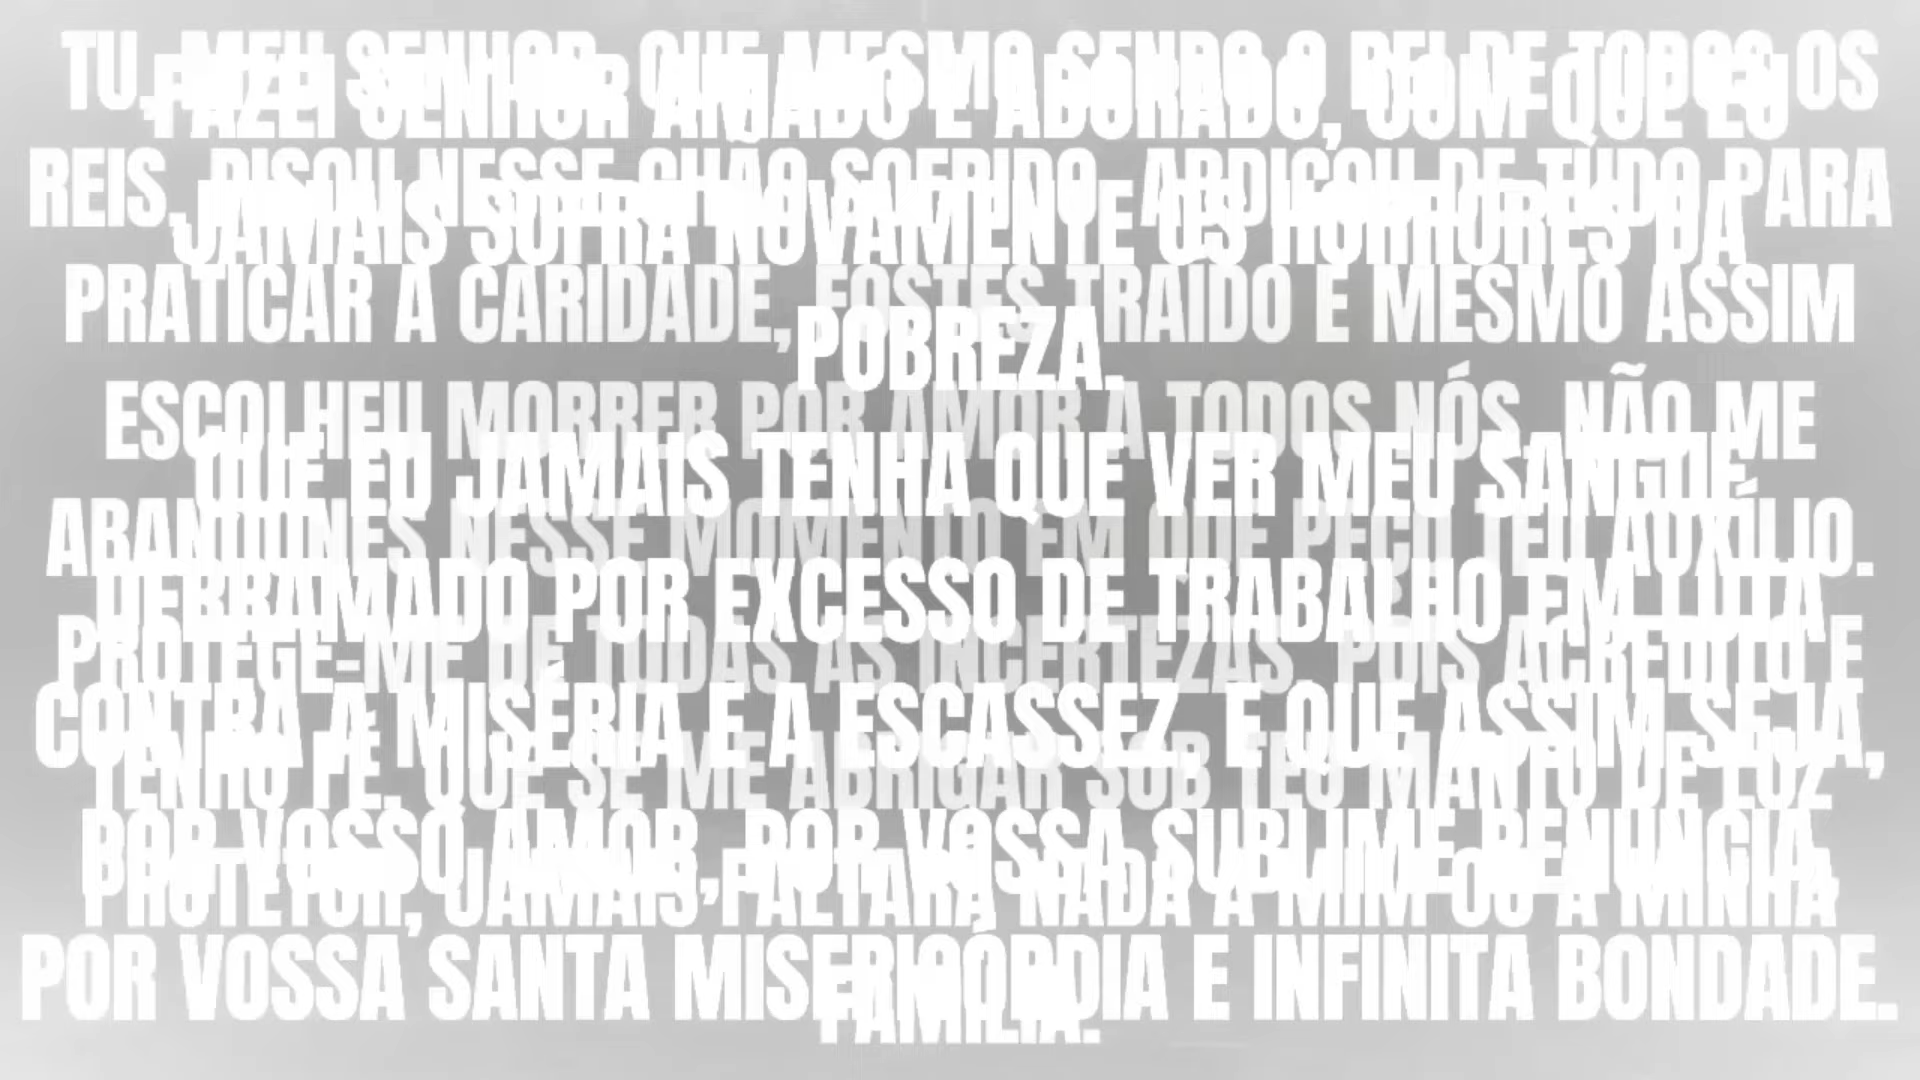 TU, MEU SENHOR, QUE MESMO SENDO O REI DE TODOS OS
REIS, PISOU NESSE CHÃO SOFRIDO, ABDICOU DE TUDO PARA
PRATICAR A CARIDADE, FOSTES TRAÍDO E MESMO ASSIM
ESCOLHEU MORRER POR AMOR A TODOS NÓS, NÃO ME
ABANDONES NESSE MOMENTO EM QUE PEÇO TEU AUXÍLIO.
PROTEGE-ME DE TODAS AS INCERTEZAS, POIS ACREDITO E
TENHO FÉ, QUE SE ME ABRIGAR SOB TEU MANTO DE LUZ
PROTETOR, JAMAIS FALTARÁ NADA A MIM OU A MINHA
FAMÍLIA.
FAZEI SENHOR AMADO E ADORADO, COM QUE EU
JAMAIS SOFRA NOVAMENTE OS HORRORES DA
POBREZA.
QUE EU JAMAIS TENHA QUE VER MEU SANGUE
DERRAMADO POR EXCESSO DE TRABALHO EM LUTA
CONTRA A MISÉRIA E A ESCASSEZ, E QUE ASSIM SEJA,
POR VOSSO AMOR, POR VOSSA SUBLIME RENÚNCIA,
POR VOSSA SANTA MISERICÓRDIA E INFINITA BONDADE.